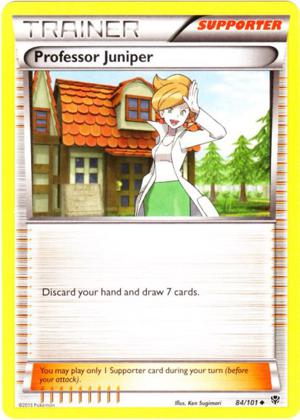 TRAINER SUPPORTER
Professor Juniper
Discard your hand and draw 7 cards.
You may play only 1 Supporter card during your turn (before
your attack).
Illus. Ken Sugimori
84/101
©2013 Pokémon